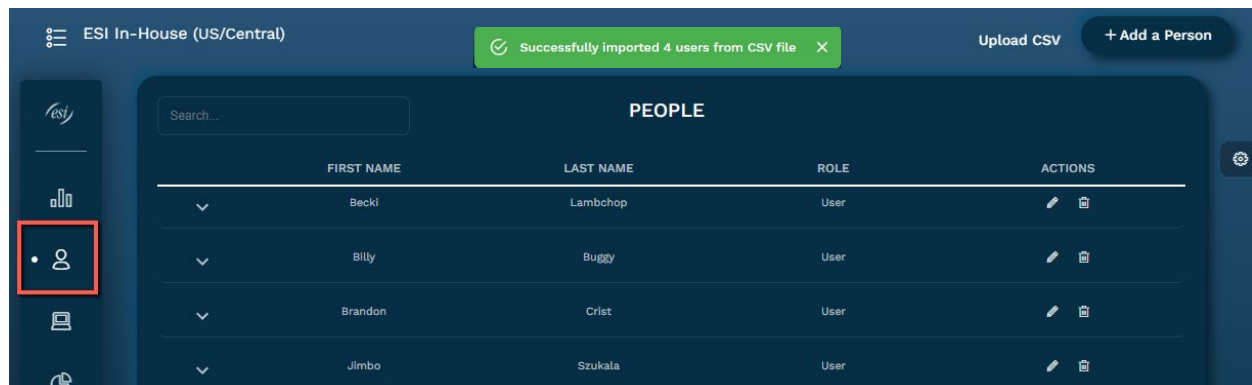 ESI In-House (US/Central)
Successfully imported 4 users from CSV file
Upload CSV
+ Add a Person
esi
Search...
PEOPLE
FIRST NAME LAST NAME ROLE ACTIONS
Becki Lambchop User
Billy Buggy User
Brandon Crist User
Jimbo Szukala User